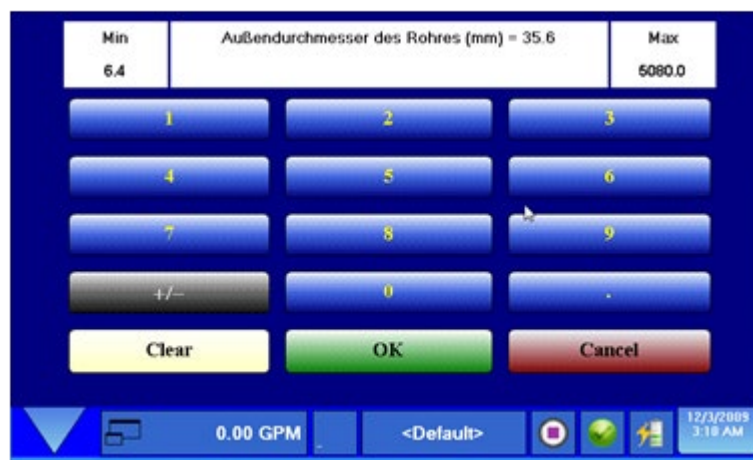 Min
Außendurchmesser des Rohres (mm) = 35.6
Max
6.4
5080.0
1 2 3
4 5 6
7 8 9
+/− 0 .
Clear OK Cancel
0.00 GPM
<Default>
12/3/2009
3:18 AM